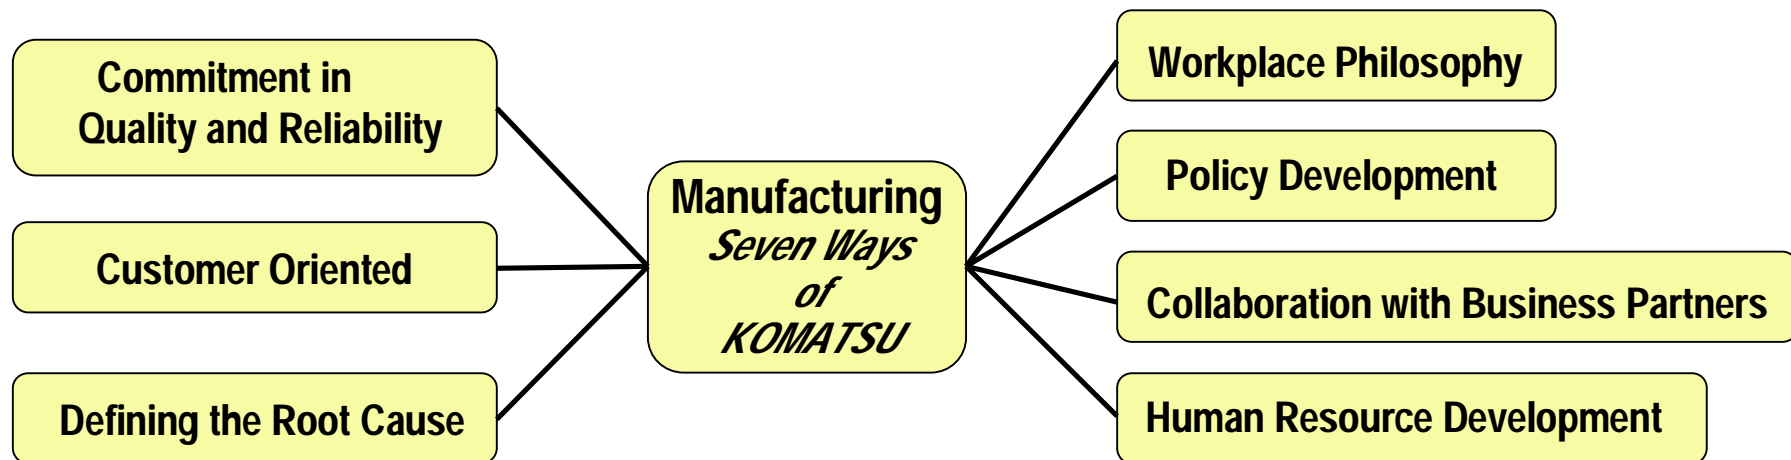 Commitment in
Quality and Reliability
Customer Oriented
Defining the Root Cause
Manufacturing
Seven Ways
of
KOMATSU
Workplace Philosophy
Policy Development
Collaboration with Business Partners
Human Resource Development